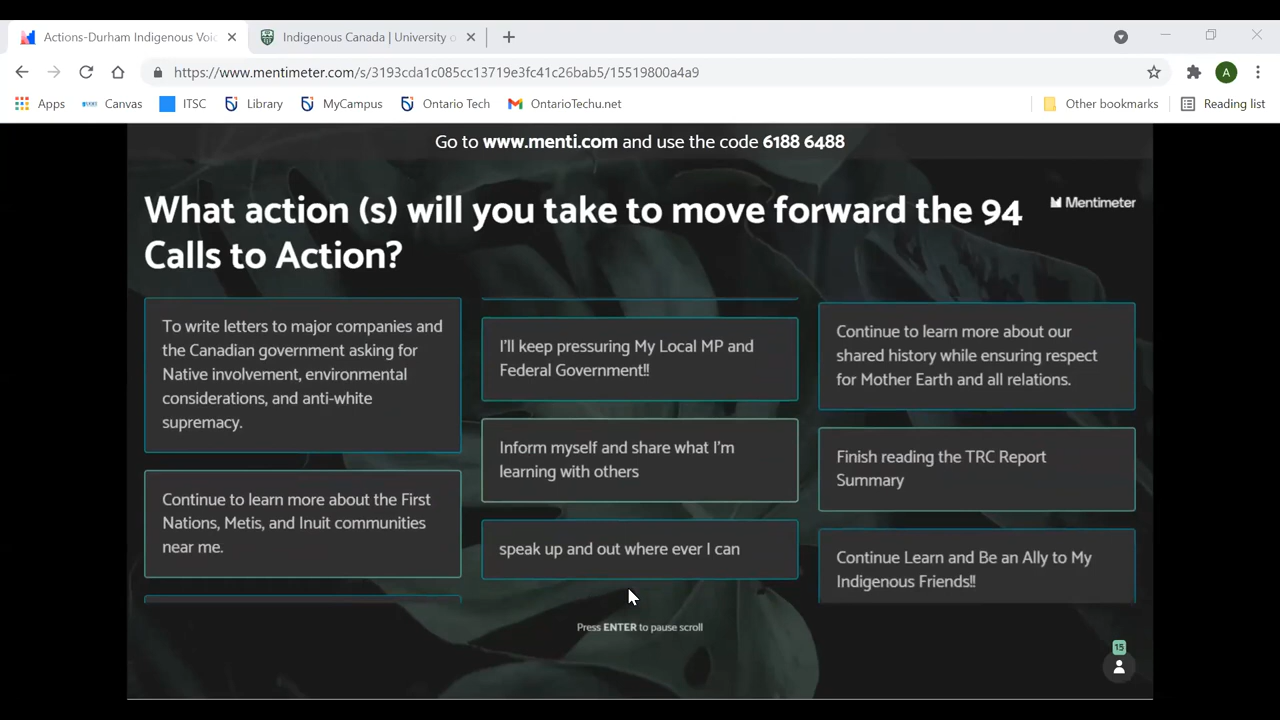 Actions-Durham Indigenous Voic
Indigenous Canada | University o
https://www.mentimeter.com/s/3193cda1c085cc13719e3fc41c26bab5/15519800a4a9
A
Apps
Canvas
ITSC
Library
MyCampus
Ontario Tech
OntarioTechu.net
Other bookmarks
Reading list
Go to www.menti.com and use the code 6188 6488
What action (s) will you take to move forward the 94
Calls to Action?
Mentimeter
To write letters to major companies and
the Canadian government asking for
Native involvement, environmental
considerations, and anti-white
supremacy.
Continue to learn more about the First
Nations, Metis, and Inuit communities
near me.
I'll keep pressuring My Local MP and
Federal Government!!
Inform myself and share what I'm
learning with others
speak up and out where ever I can
Continue to learn more about our
shared history while ensuring respect
for Mother Earth and all relations.
Finish reading the TRC Report
Summary
Continue Learn and Be an Ally to My
Indigenous Friends!!
Press ENTER to pause scroll
15